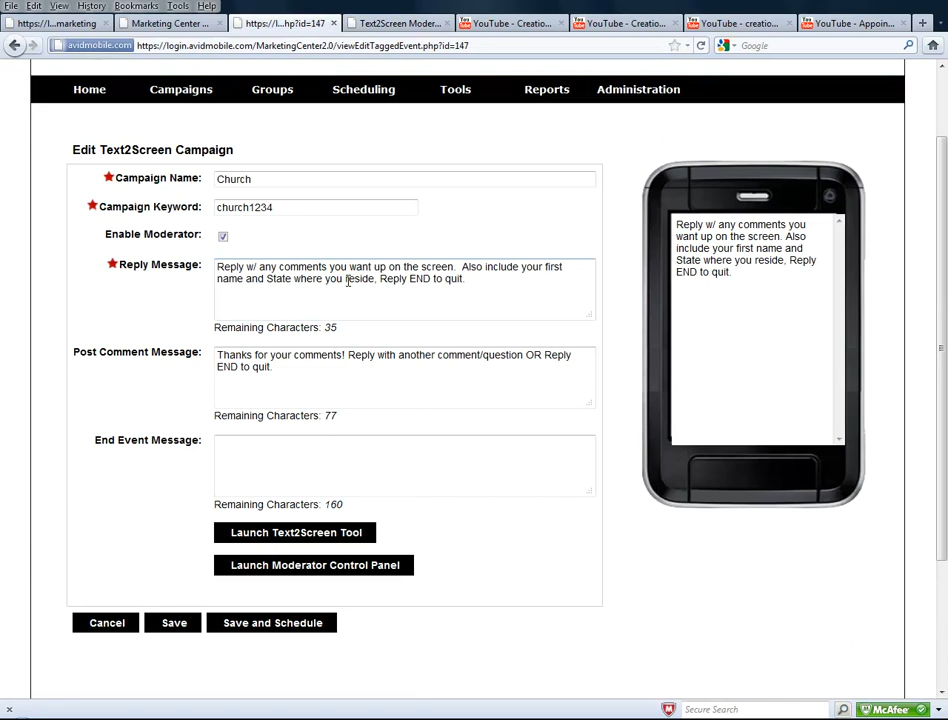 File Edit View History Bookmarks Tools Help
https://l...marketing
Marketing Center ...
https://l...hp?id=147
Text2Screen Moder...
YouTube - Creatio...
YouTube - Creatio...
YouTube - creatio...
YouTube - Appoin...
avidmobile.com https://login.avidmobile.com/MarketingCenter2.0/viewEditTaggedEvent.php?id=147
Google
Home Campaigns Groups Scheduling Tools Reports Administration
Edit Text2Screen Campaign
Campaign Name: Church
Campaign Keyword: church1234
Enable Moderator:
Reply Message: Reply w/ any comments you want up on the screen. Also include your first
name and State where you reside, Reply END to quit.
Remaining Characters: 35
Post Comment Message: Thanks for your comments! Reply with another comment/question OR Reply
END to quit.
Remaining Characters: 77
End Event Message:
Remaining Characters: 160
Launch Text2Screen Tool
Launch Moderator Control Panel
Cancel Save Save and Schedule
Reply w/ any comments you
want up on the screen. Also
include your first name and
State where you reside, Reply
END to quit.
Secure Search
McAfee